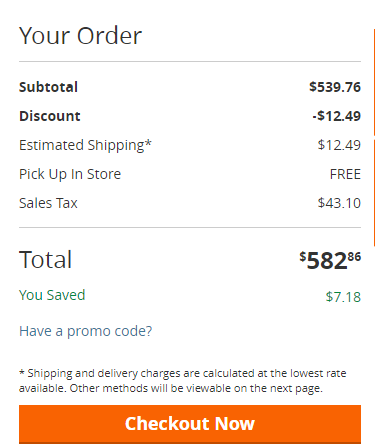 Your Order
Subtotal $539.76
Discount -$12.49
Estimated Shipping* $12.49
Pick Up In Store FREE
Sales Tax $43.10
Total $58286
You Saved $7.18
Have a promo code?
* Shipping and delivery charges are calculated at the lowest rate
available. Other methods will be viewable on the next page.
Checkout Now